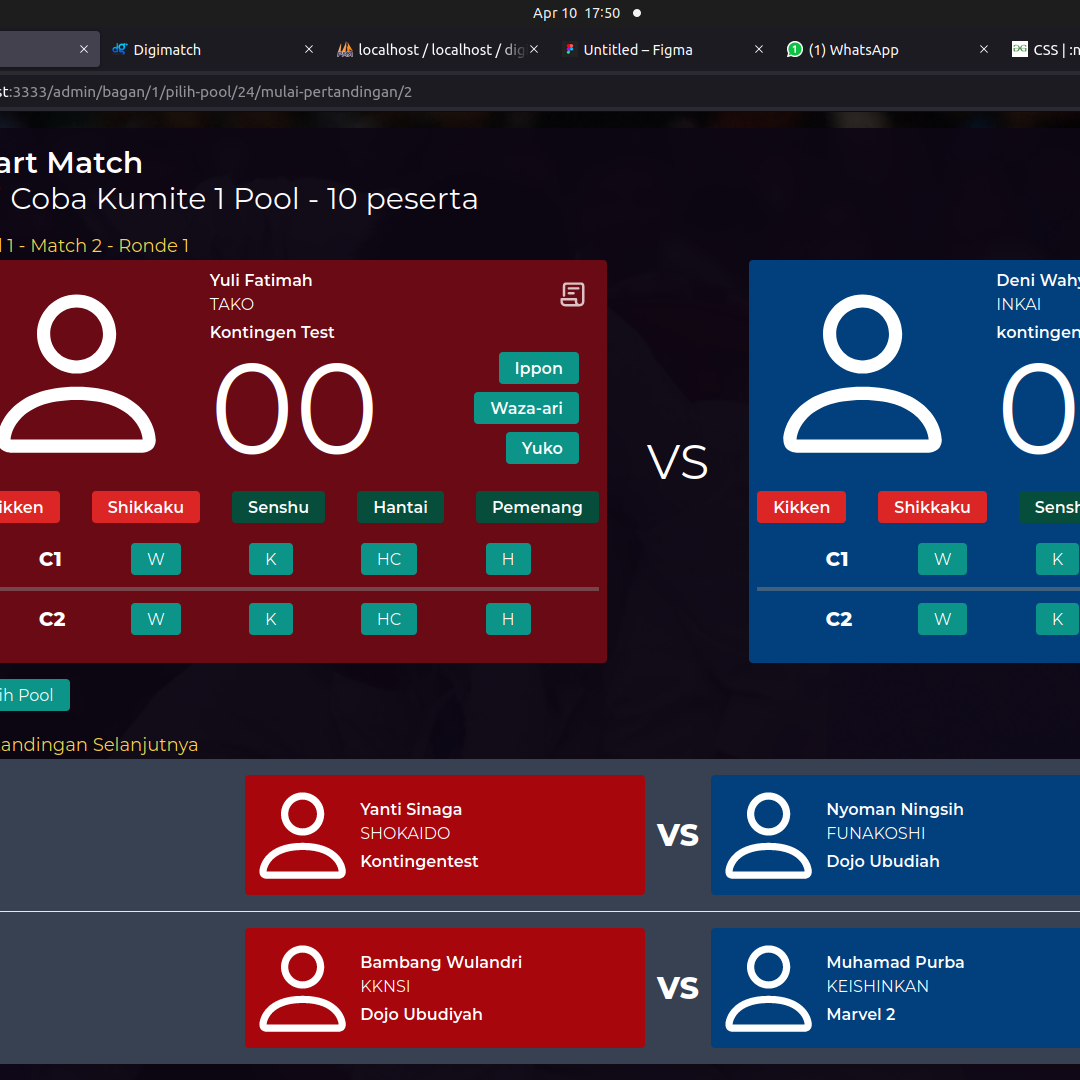 Apr 10 17:50
Digimatch
localhost / localhost / dig
Untitled – Figma
(1) WhatsApp
CSS | :n
st:3333/admin/bagan/1/pilih-pool/24/mulai-pertandingan/2
art Match
Coba Kumite 1 Pool - 10 peserta
1 - Match 2 - Ronde 1
Yuli Fatimah
TAKO
Kontingen Test
00
Ippon
Waza-ari
Yuko
ikken
Shikkaku
Senshu
Hantai
Pemenang
C1
W
K
HC
H
C2
W
K
HC
H
VS
Deni Wahy
INKAI
kontingen
0
Kikken
Shikkaku
Sensh
C1
W
K
C2
W
K
ih Pool
tandingan Selanjutnya
Yanti Sinaga
SHOKAIDO
Kontingentest
VS
Nyoman Ningsih
FUNAKOSHI
Dojo Ubudiah
Bambang Wulandri
KKNSI
Dojo Ubudiyah
VS
Muhamad Purba
KEISHINKAN
Marvel 2